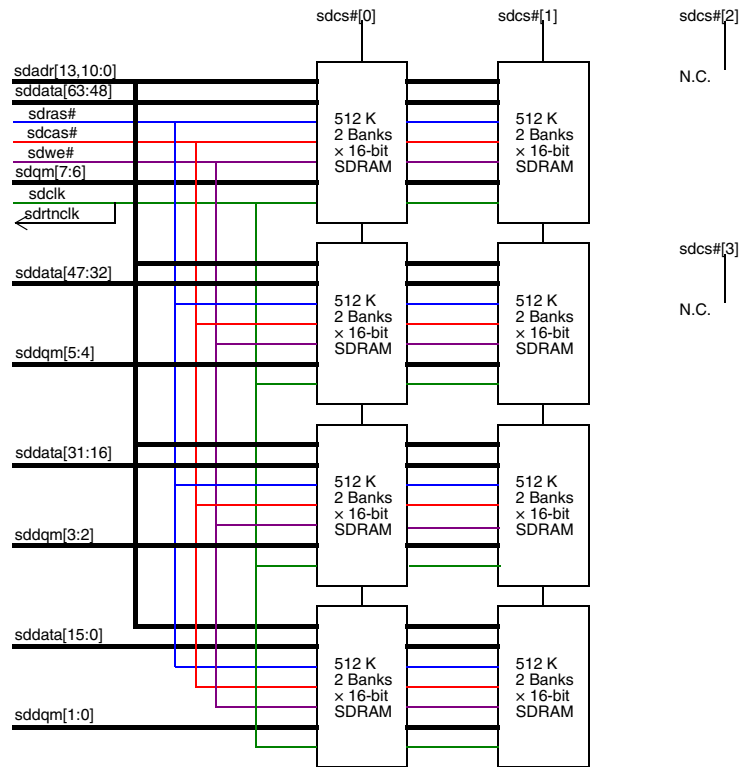 sdcs#[0]
sdcs#[1]
sdcs#[2]
sdadr[13,10:0]
sddata[63:48]
sdras#
sdcas#
sdwe#
sdqm[7:6]
sdclk
sdrtnclk
512 K
2 Banks
× 16-bit
SDRAM
512 K
2 Banks
× 16-bit
SDRAM
N.C.
sdcs#[3]
sddata[47:32]
sddqm[5:4]
512 K
2 Banks
× 16-bit
SDRAM
512 K
2 Banks
× 16-bit
SDRAM
N.C.
sddata[31:16]
sddqm[3:2]
512 K
2 Banks
× 16-bit
SDRAM
512 K
2 Banks
× 16-bit
SDRAM
sddata[15:0]
sddqm[1:0]
512 K
2 Banks
× 16-bit
SDRAM
512 K
2 Banks
× 16-bit
SDRAM